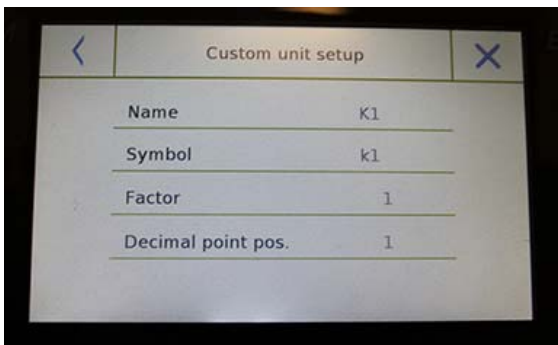 Custom unit setup
Name K1
Symbol k1
Factor 1
Decimal point pos. 1